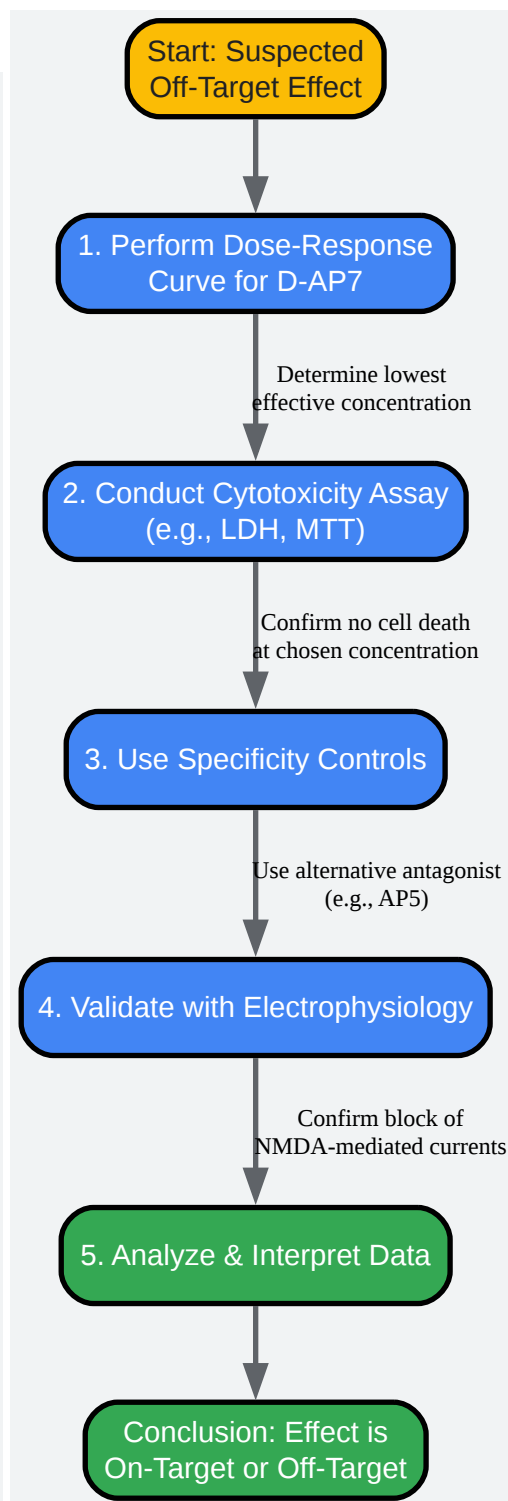 Start: Suspected
Off-Target Effect
1. Perform Dose-Response
Curve for D-AP7
Determine lowest
effective concentration
2. Conduct Cytotoxicity Assay
(e.g., LDH, MTT)
Confirm no cell death
at chosen concentration
3. Use Specificity Controls
Use alternative antagonist
(e.g., AP5)
4. Validate with Electrophysiology
Confirm block of
NMDA-mediated currents
5. Analyze & Interpret Data
Conclusion: Effect is
On-Target or Off-Target